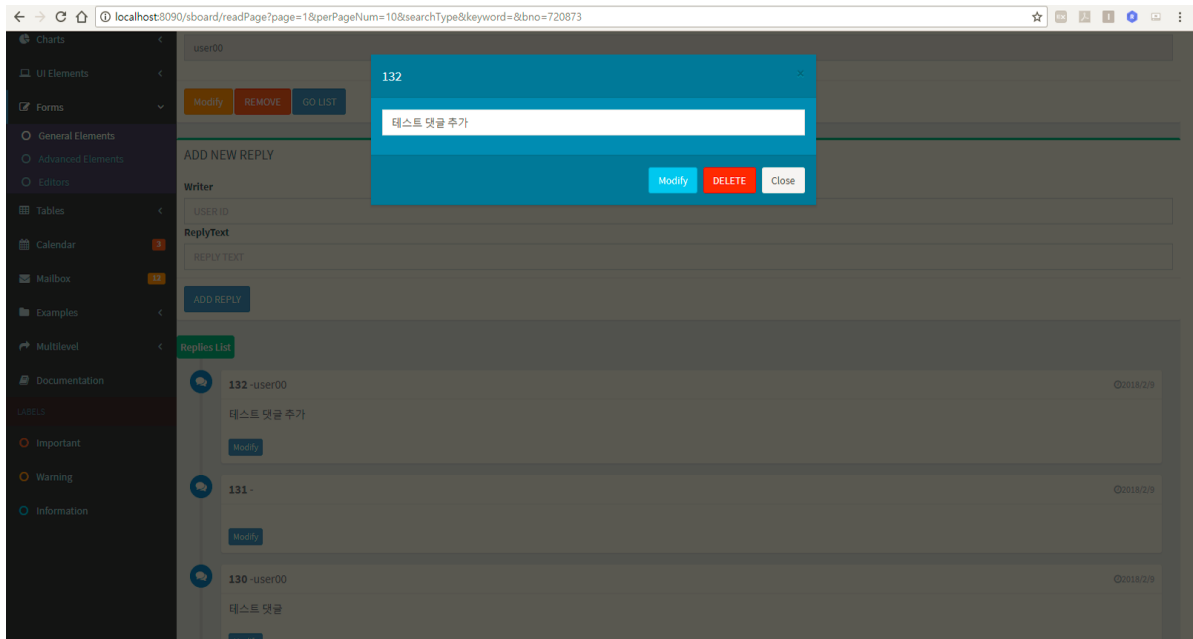 localhost:8090/sboard/readPage?page=1&perPageNum=10&searchType&keyword=&bno=720873
Charts
UI Elements
Forms
General Elements
Advanced Elements
Editors
Tables
Calendar 3
Mailbox 12
Examples
Multilevel
Documentation
LABELS
Important
Warning
Information
user00
Modify REMOVE GO LIST
132 ×
테스트 댓글 추가
Modify DELETE Close
ADD NEW REPLY
Writer
USER ID
ReplyText
REPLY TEXT
ADD REPLY
Replies List
132 -user00 2018/2/9
테스트 댓글 추가
Modify
131 - 2018/2/9
Modify
130 -user00 2018/2/9
테스트 댓글